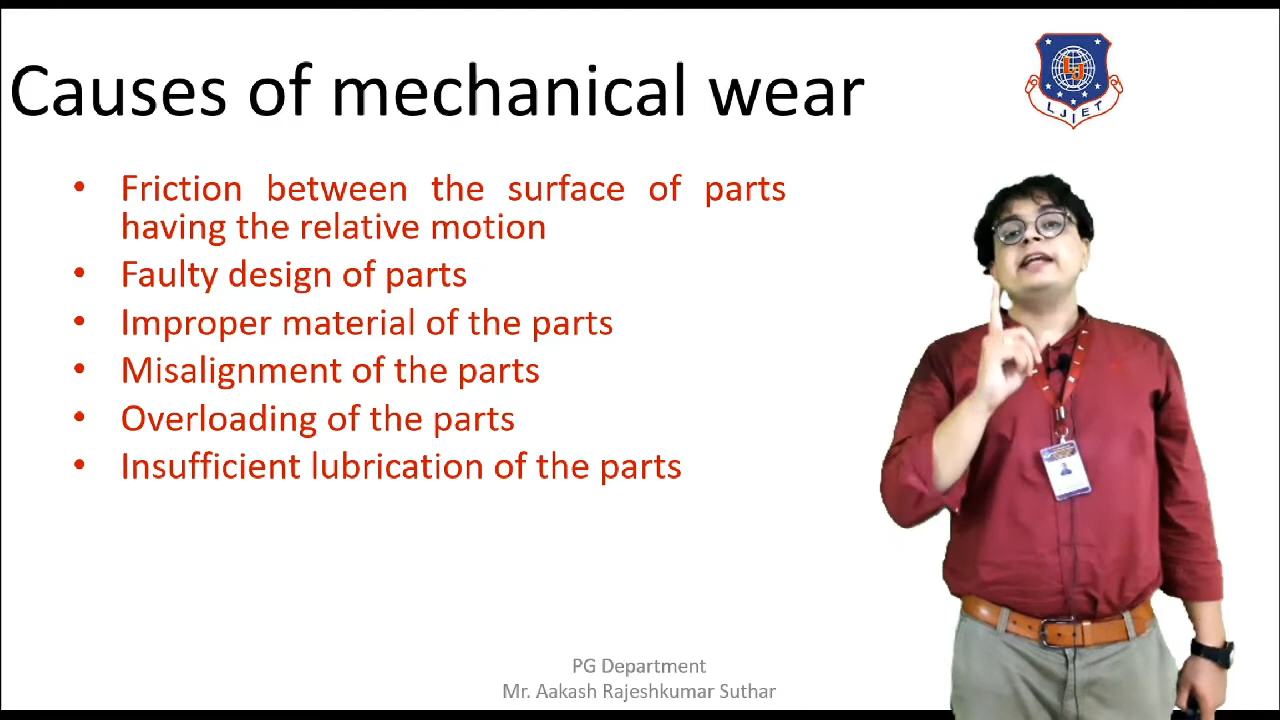 Causes of mechanical wear
LJ
LJIET
• Friction between the surface of parts
having the relative motion
• Faulty design of parts
• Improper material of the parts
• Misalignment of the parts
• Overloading of the parts
• Insufficient lubrication of the parts
PG Department
Mr. Aakash Rajeshkumar Suthar